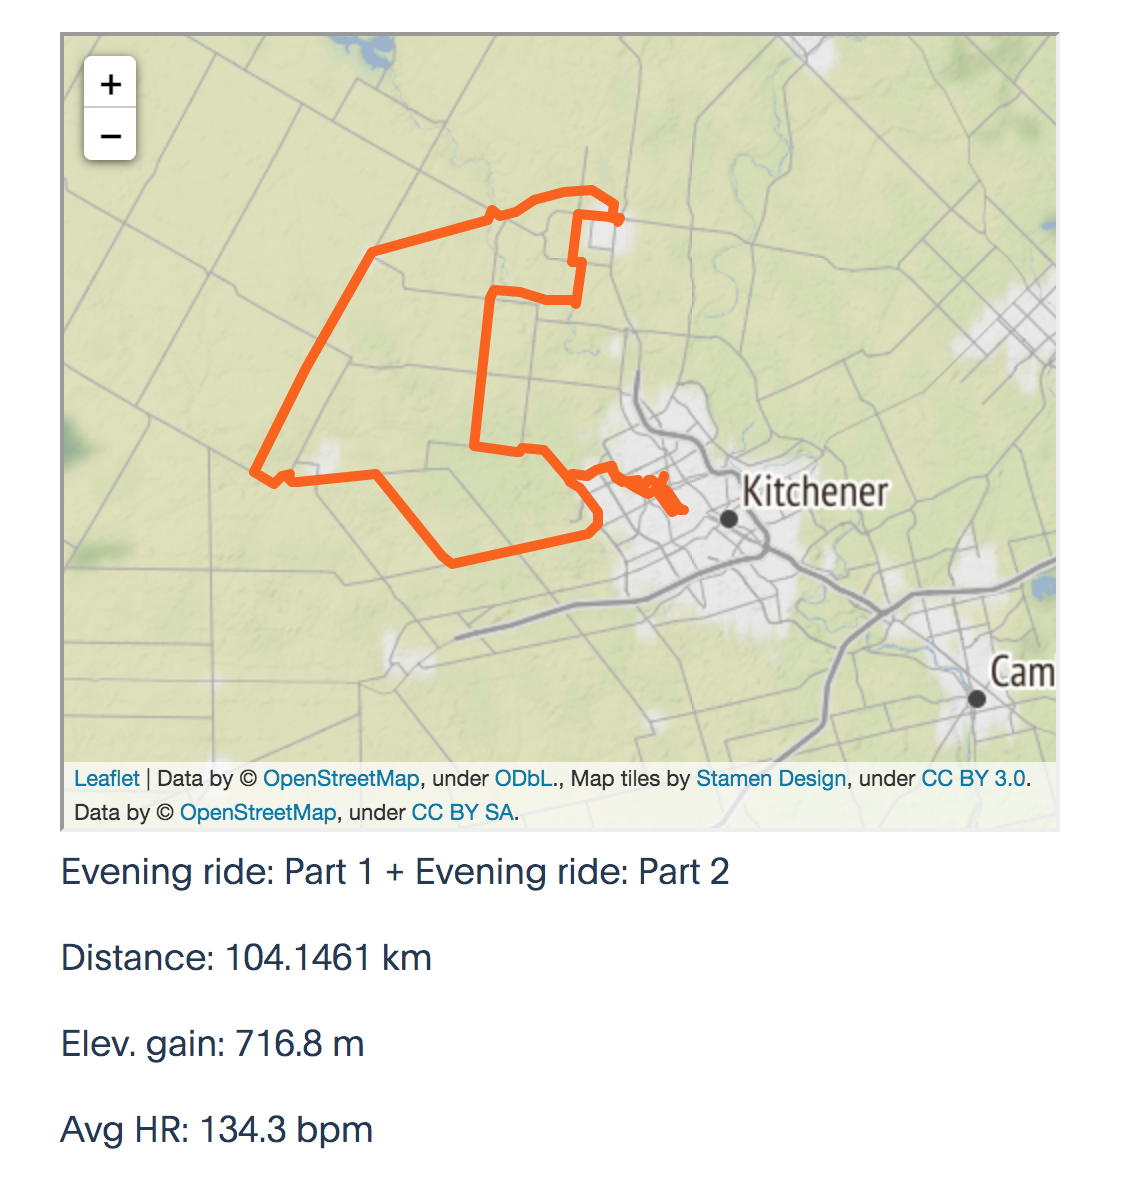 +
−
Kitchener
Cam
Leaflet | Data by © OpenStreetMap, under ODbL., Map tiles by Stamen Design, under CC BY 3.0.
Data by © OpenStreetMap, under CC BY SA.
Evening ride: Part 1 + Evening ride: Part 2
Distance: 104.1461 km
Elev. gain: 716.8 m
Avg HR: 134.3 bpm